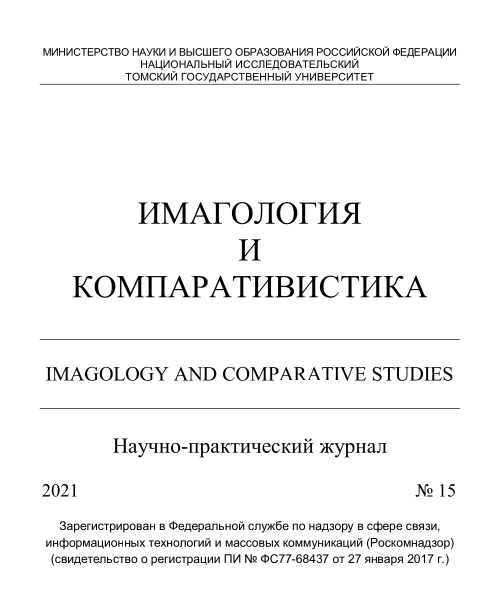 МИНИСТЕРСТВО НАУКИ И ВЫСШЕГО ОБРАЗОВАНИЯ РОССИЙСКОЙ ФЕДЕРАЦИИ
НАЦИОНАЛЬНЫЙ ИССЛЕДОВАТЕЛЬСКИЙ
ТОМСКИЙ ГОСУДАРСТВЕННЫЙ УНИВЕРСИТЕТ
ИМАГОЛОГИЯ
И
КОМПАРАТИВИСТИКА
IMAGOLOGY AND COMPARATIVE STUDIES
Научно-практический журнал
2021 № 15
Зарегистрирован в Федеральной службе по надзору в сфере связи,
информационных технологий и массовых коммуникаций (Роскомнадзор)
(свидетельство о регистрации ПИ № ФС77-68437 от 27 января 2017 г.)